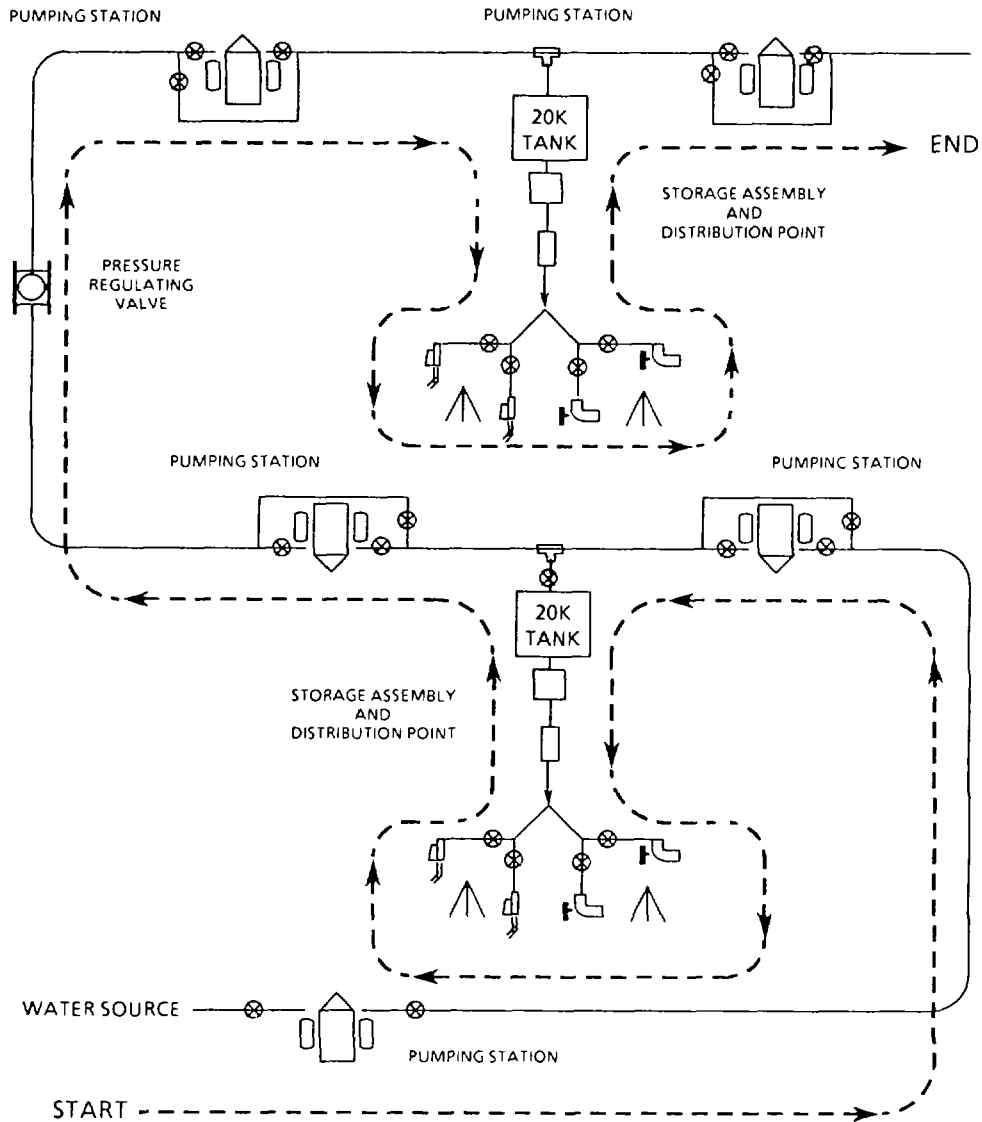 PUMPING STATION
PUMPING STATION
20K
TANK
END
STORAGE ASSEMBLY
AND
DISTRIBUTION POINT
PRESSURE
REGULATING
VALVE
PUMPING STATION
PUMPINC STATION
20K
TANK
STORAGE ASSEMBLY
AND
DISTRIBUTION POINT
WATER SOURCE
PUMPING STATION
START